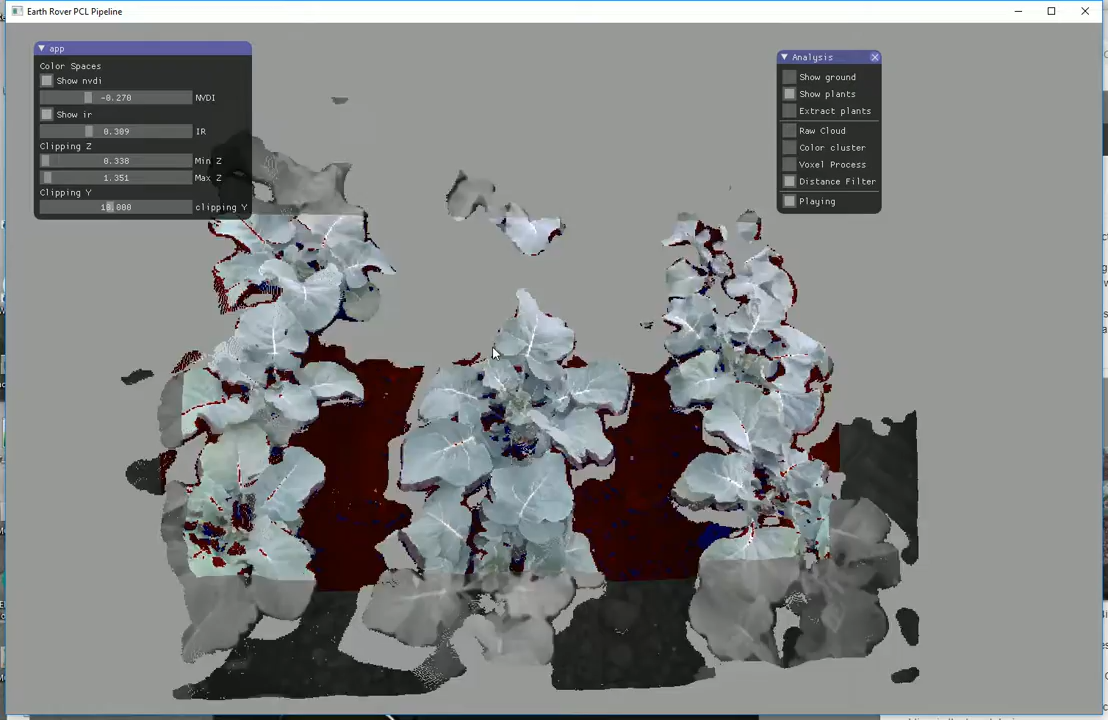 Earth Rover PCL Pipeline
app
Color Spaces
Show nvdi
-0.270 NVDI
Show ir
0.309 IR
Clipping Z
0.338 Min Z
1.351 Max Z
Clipping Y
10.000 clipping Y
Analysis
Show ground
Show plants
Extract plants
Raw Cloud
Color cluster
Voxel Process
Distance Filter
Playing